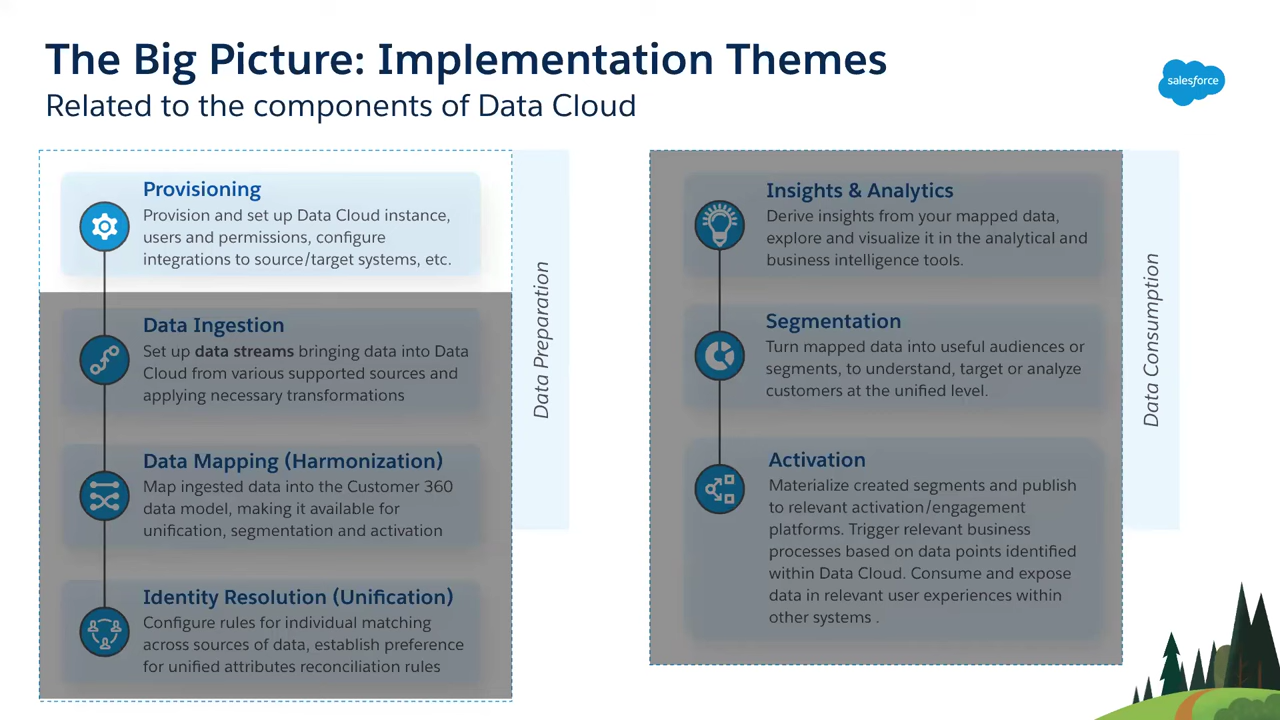 The Big Picture: Implementation Themes
Related to the components of Data Cloud
salesforce
Provisioning
Provision and set up Data Cloud instance,
users and permissions, configure
integrations to source/target systems, etc.
Data Ingestion
Set up data streams bringing data into Data
Cloud from various supported sources and
applying necessary transformations
Data Mapping (Harmonization)
Map ingested data into the Customer 360
data model, making it available for
unification, segmentation and activation
Identity Resolution (Unification)
Configure rules for individual matching
across sources of data, establish preference
for unified attributes reconciliation rules
Data Preparation
Insights & Analytics
Derive insights from your mapped data,
explore and visualize it in the analytical and
business intelligence tools.
Segmentation
Turn mapped data into useful audiences or
segments, to understand, target or analyze
customers at the unified level.
Activation
Materialize created segments and publish
to relevant activation/engagement
platforms. Trigger relevant business
processes based on data points identified
within Data Cloud. Consume and expose
data in relevant user experiences within
other systems .
Data Consumption